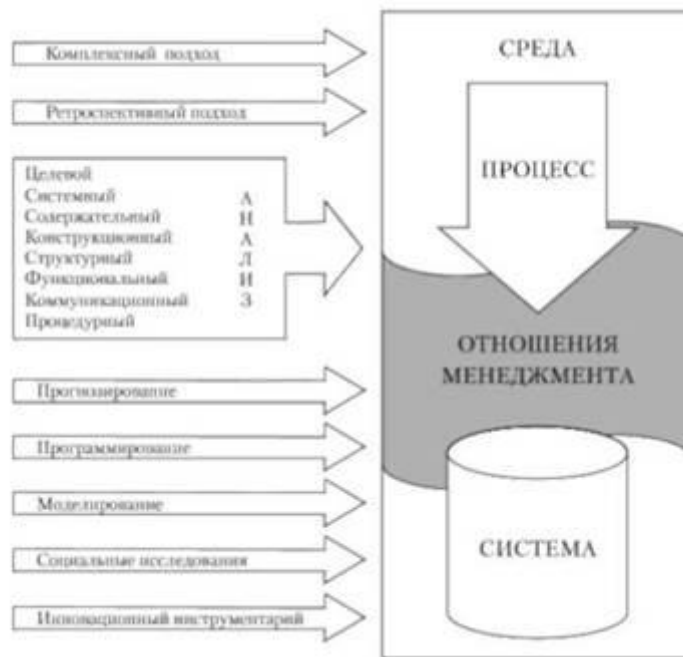 Комплексный подход
Ретроспективный подход
Целевой
Системный
Содержательный
Конструкционный
Структурный
Функциональный
Коммуникационный
Процедурный
А
Н
А
Л
И
З
Прогнозирование
Программирование
Моделирование
Социальные исследования
Инновационный инструментарий
СРЕДА
ПРОЦЕСС
ОТНОШЕНИЯ
МЕНЕДЖМЕНТА
СИСТЕМА